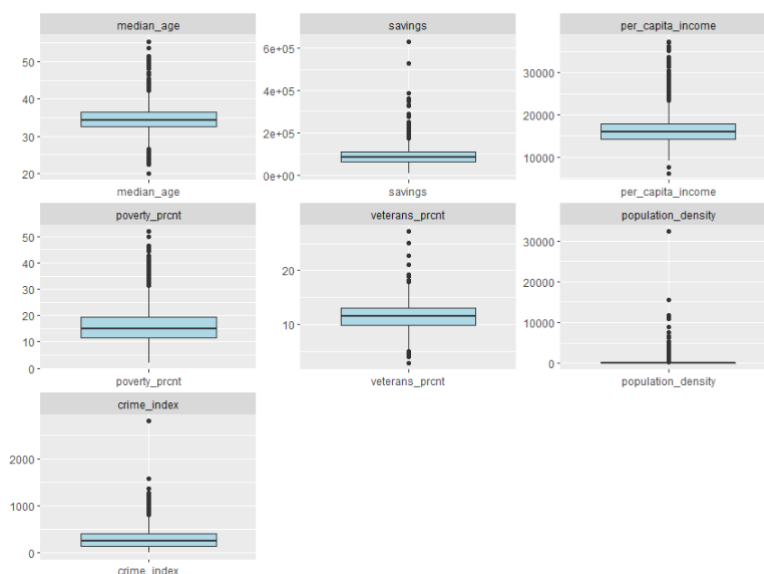 median_age
savings
per_capita_income
50
40
30
20
6e+05
4e+05
2e+05
0e+00
30000
20000
10000
median_age
savings
per_capita_income
poverty_prcnt
veterans_prcnt
population_density
50
40
30
20
10
0
20
10
30000
20000
10000
0
poverty_prcnt
veterans_prcnt
population_density
crime_index
2000
1000
0
crime_index